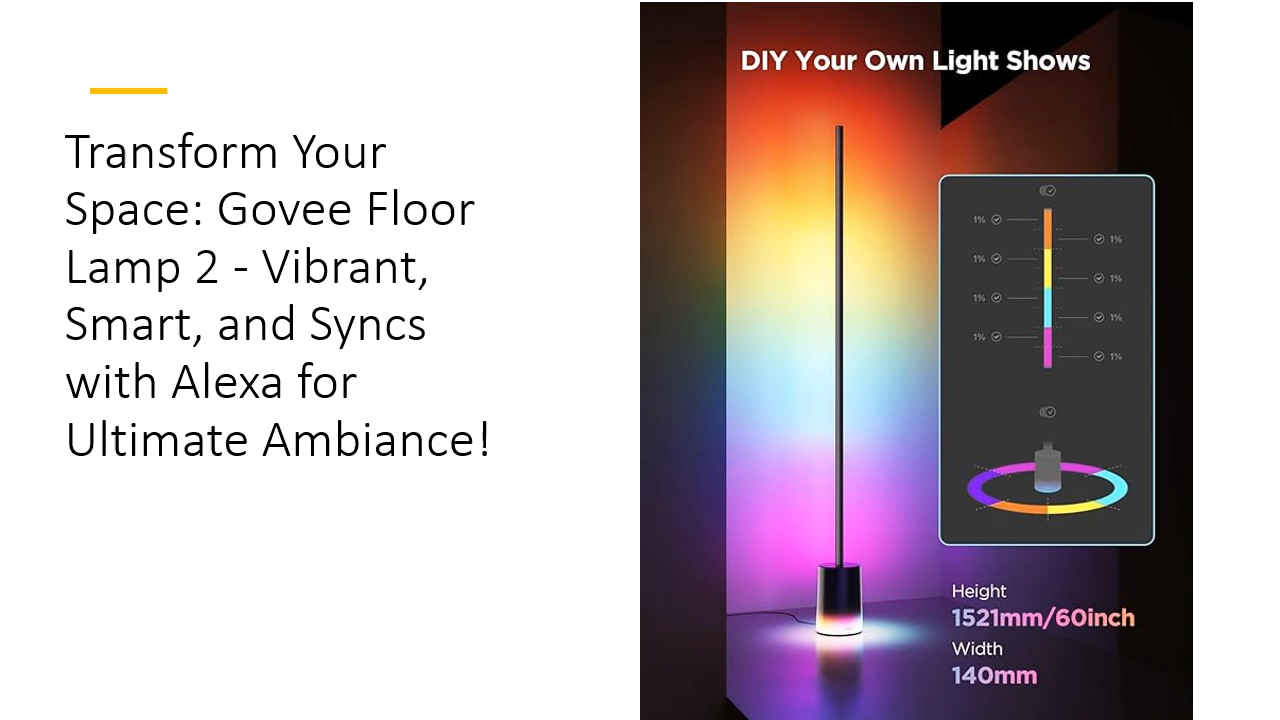 Transform Your
Space: Govee Floor
Lamp 2 - Vibrant,
Smart, and Syncs
with Alexa for
Ultimate Ambiance!
DIY Your Own Light Shows
1%
1%
1%
1%
1%
1%
1%
1%
Height
1521mm/60inch
Width
140mm